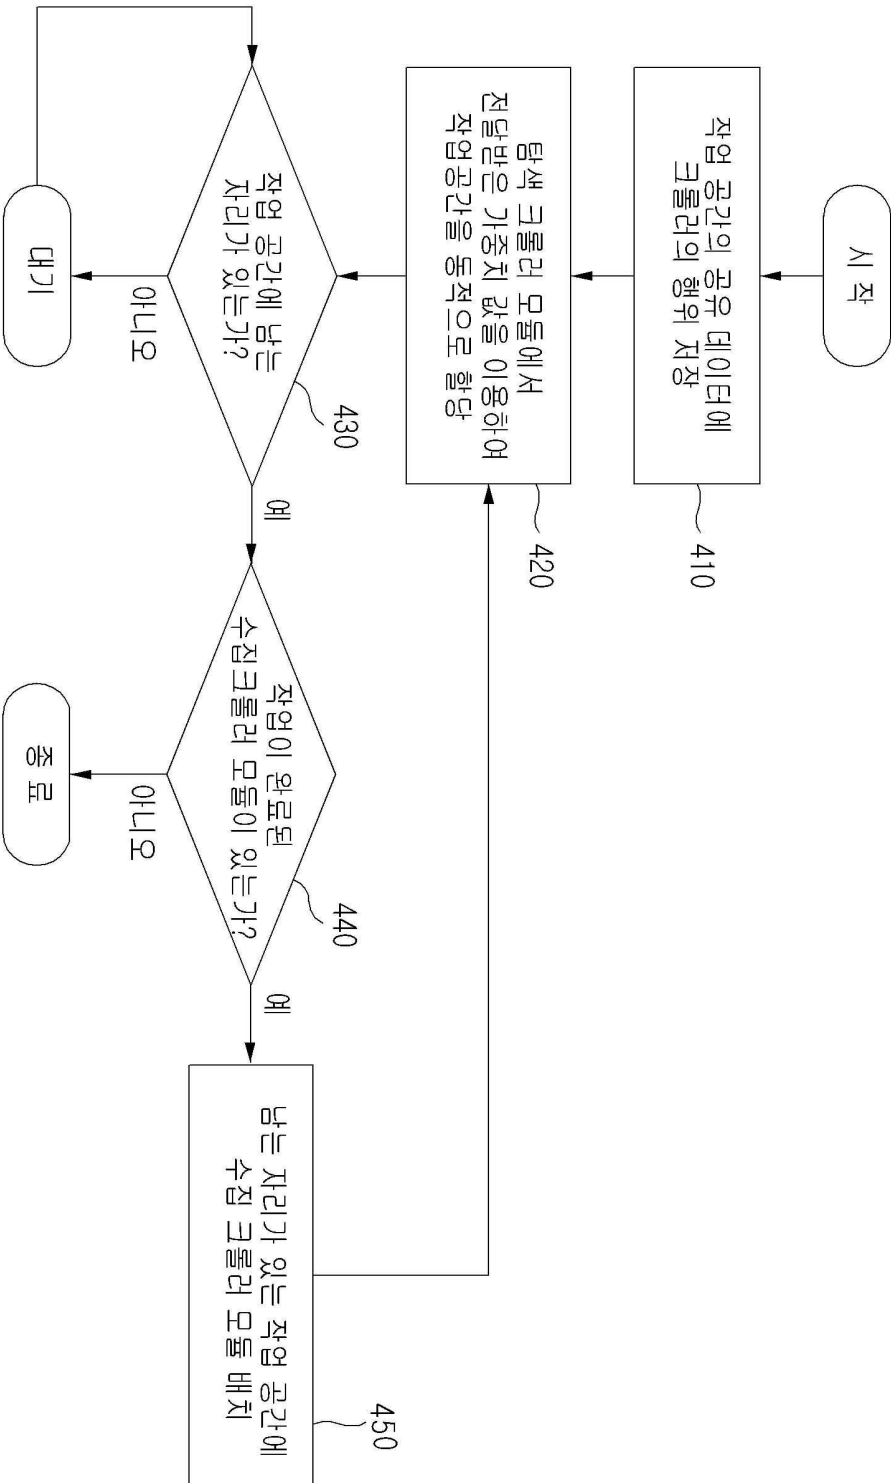 시 작
작업 공간의 공유 데이터에
크롤러의 행위 저장
410
탐색 크롤러 모듈에서
전달받은 가중치 값을 이용하여
작업공간을 동적으로 할당
420
작업 공간에 남는
자리가 있는가?
430
아니요
대기
예
작업이 완료된
수집크롤러 모듈이 있는가?
440
아니요
종료
예
남는 자리가 있는 작업 공간에
수집 크롤러 모듈 배치
450